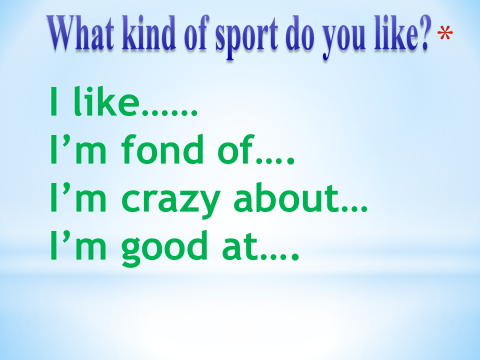 What kind of sport do you like? *
I like……
I’m fond of….
I’m crazy about…
I’m good at….